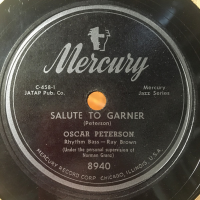 Mercury
C-458-1
JATAP Pub. Co.
Mercury
Jazz Series
SALUTE TO GARNER
(Peterson)
OSCAR PETERSON
Rhythm Bass—Ray Brown
(Under the personal supervision of
Norman Granz)
8940
MERCURY RECORD CORP. CHICAGO, ILLINOIS, U.S.A.